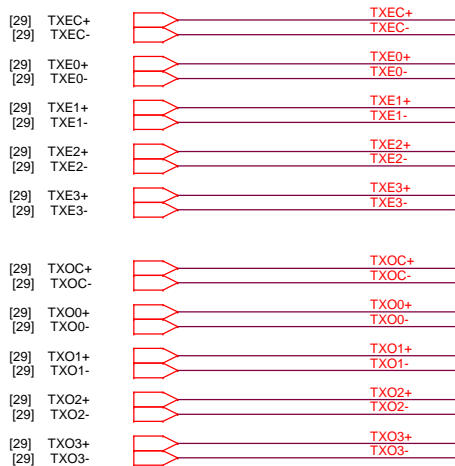 [29] TXEC+ TXEC+
[29] TXEC- TXEC-
[29] TXE0+ TXE0+
[29] TXE0- TXE0-
[29] TXE1+ TXE1+
[29] TXE1- TXE1-
[29] TXE2+ TXE2+
[29] TXE2- TXE2-
[29] TXE3+ TXE3+
[29] TXE3- TXE3-
[29] TXOC+ TXOC+
[29] TXOC- TXOC-
[29] TXO0+ TXO0+
[29] TXO0- TXO0-
[29] TXO1+ TXO1+
[29] TXO1- TXO1-
[29] TXO2+ TXO2+
[29] TXO2- TXO2-
[29] TXO3+ TXO3+
[29] TXO3- TXO3-